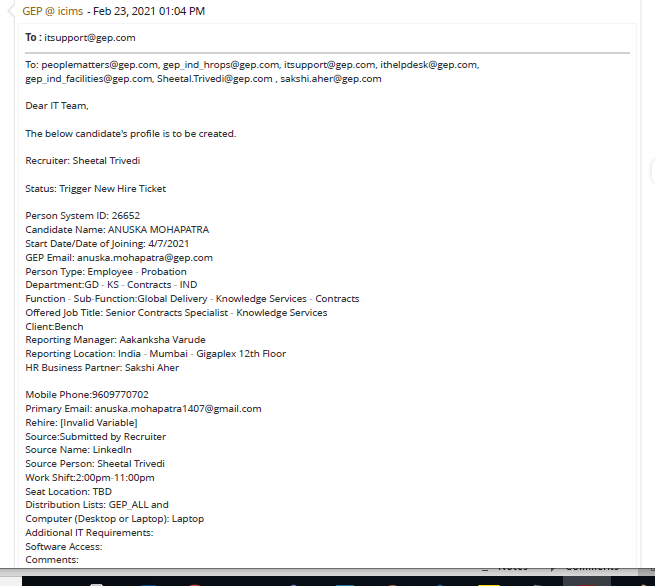 GEP @ icims - Feb 23, 2021 01:04 PM
To : itsupport@gep.com
To: peoplematters@gep.com, gep_ind_hrops@gep.com, itsupport@gep.com, ithelpdesk@gep.com,
gep_ind_facilities@gep.com, Sheetal.Trivedi@gep.com , sakshi.aher@gep.com
Dear IT Team,
The below candidate's profile is to be created.
Recruiter: Sheetal Trivedi
Status: Trigger New Hire Ticket
Person System ID: 26652
Candidate Name: ANUSKA MOHAPATRA
Start Date/Date of Joining: 4/7/2021
GEP Email: anuska.mohapatra@gep.com
Person Type: Employee - Probation
Department:GD - KS - Contracts - IND
Function - Sub-Function:Global Delivery - Knowledge Services - Contracts
Offered Job Title: Senior Contracts Specialist - Knowledge Services
Client:Bench
Reporting Manager: Aakanksha Varude
Reporting Location: India - Mumbai - Gigaplex 12th Floor
HR Business Partner: Sakshi Aher
Mobile Phone:9609770702
Primary Email: anuska.mohapatra1407@gmail.com
Rehire: [Invalid Variable]
Source:Submitted by Recruiter
Source Name: LinkedIn
Source Person: Sheetal Trivedi
Work Shift:2:00pm-11:00pm
Seat Location: TBD
Distribution Lists: GEP_ALL and
Computer (Desktop or Laptop): Laptop
Additional IT Requirements:
Software Access:
Comments: